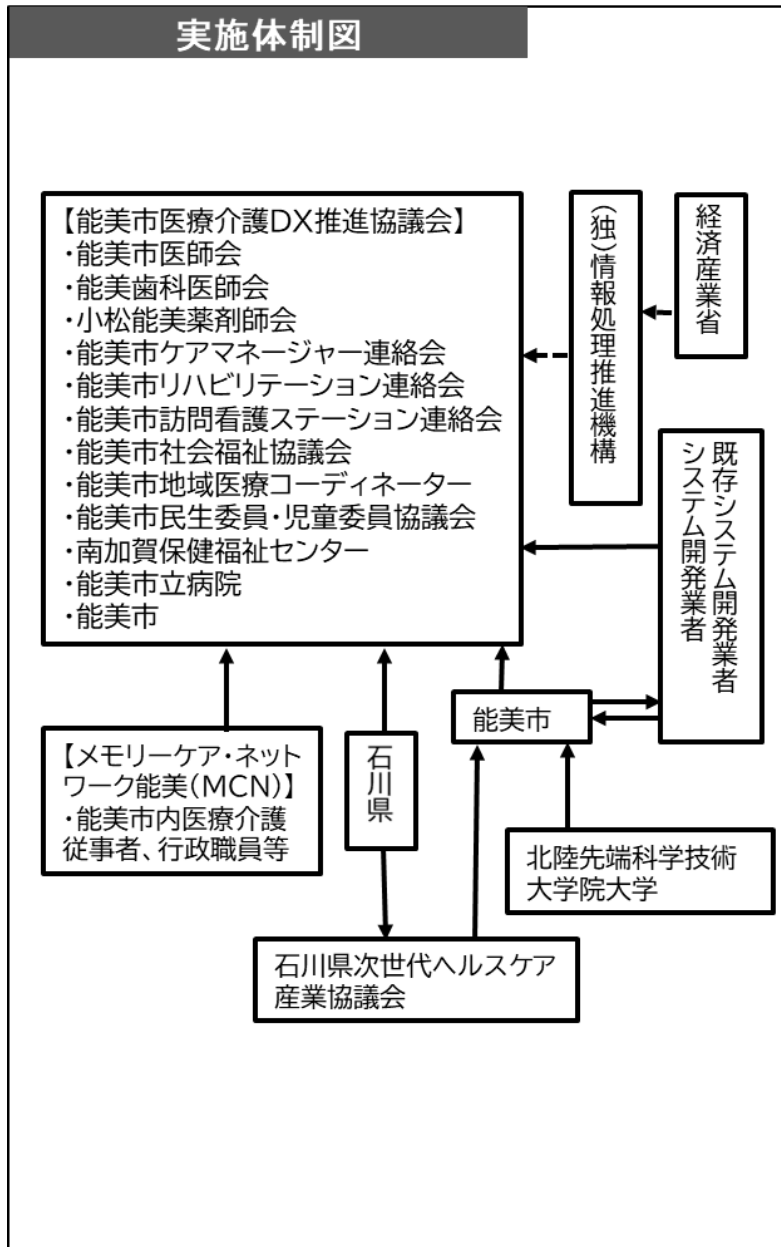 実施体制図
【能美市医療介護DX推進協議会】
・能美市医師会
・能美歯科医師会
・小松能美薬剤師会
・能美市ケアマネージャー連絡会
・能美市リハビリテーション連絡会
・能美市訪問看護ステーション連絡会
・能美市社会福祉協議会
・能美市地域医療コーディネーター
・能美市民生委員・児童委員協議会
・南加賀保健福祉センター
・能美市立病院
・能美市
(独)情報処理推進機構
経済産業省
既存システム開発業者
システム開発業者
能美市
【メモリーケア・ネット
ワーク能美(MCN)】
・能美市内医療介護
従事者、行政職員等
石川県
北陸先端科学技術
大学院大学
石川県次世代ヘルスケア
産業協議会